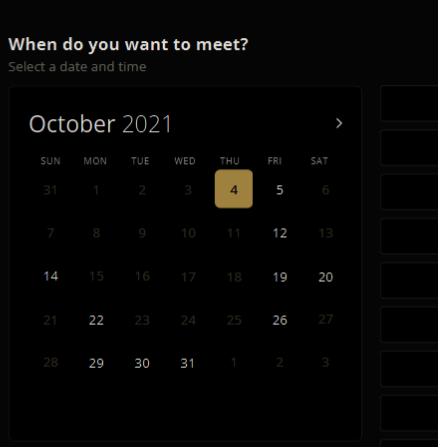 When do you want to meet?
Select a date and time
October 2021
SUN MON TUE WED THU FRI SAT
31 1 2 3 4 5 6
7 8 9 10 11 12 13
14 15 16 17 18 19 20
21 22 23 24 25 26 27
28 29 30 31 1 2 3